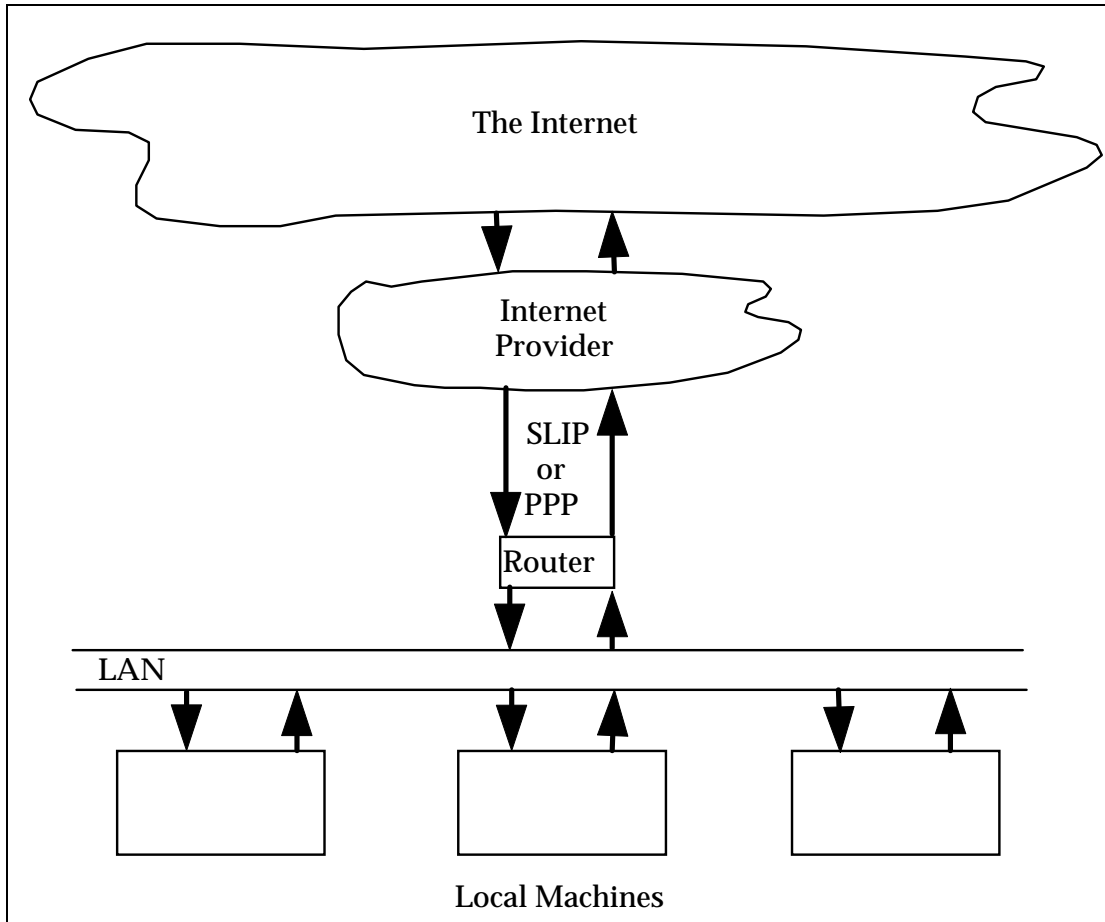 The Internet
Internet
Provider
SLIP
or
PPP
Router
LAN
Local Machines